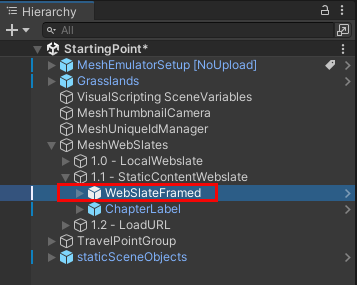 Hierarchy
All
StartingPoint*
MeshEmulatorSetup [NoUpload]
Grasslands
VisualScripting SceneVariables
MeshThumbnailCamera
MeshUniqueIdManager
MeshWebSlates
1.0 - LocalWebslate
1.1 - StaticContentWebslate
WebSlateFramed
ChapterLabel
1.2 - LoadURL
TravelPointGroup
staticSceneObjects